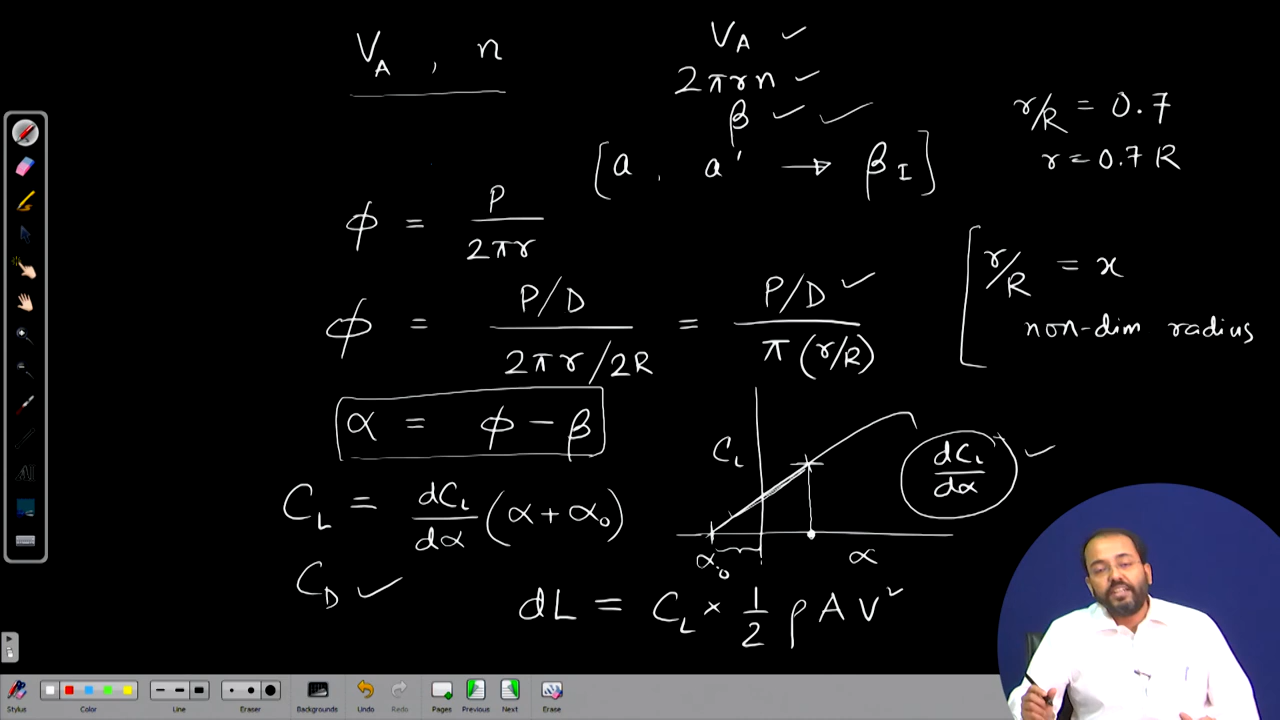 V_A , n
V_A ✓
2πrn ✓
β ✓ ✓
[a, a' → β_I]
r/R = 0.7
r = 0.7 R
φ = P / 2πr
φ = P/D / 2πr/2R = P/D ✓ / π(r/R)
[r/R = x
non-dim radius
α = φ − β
C_L = dC_L/dα (α + α_0)
C_L
dC_L/dα ✓
α_0
α
C_D ✓
dL = C_L × 1/2 ρ A V²
Stylus
Color
Line
Eraser
Backgrounds
Undo
Redo
Pages
Previous
Next
Erase